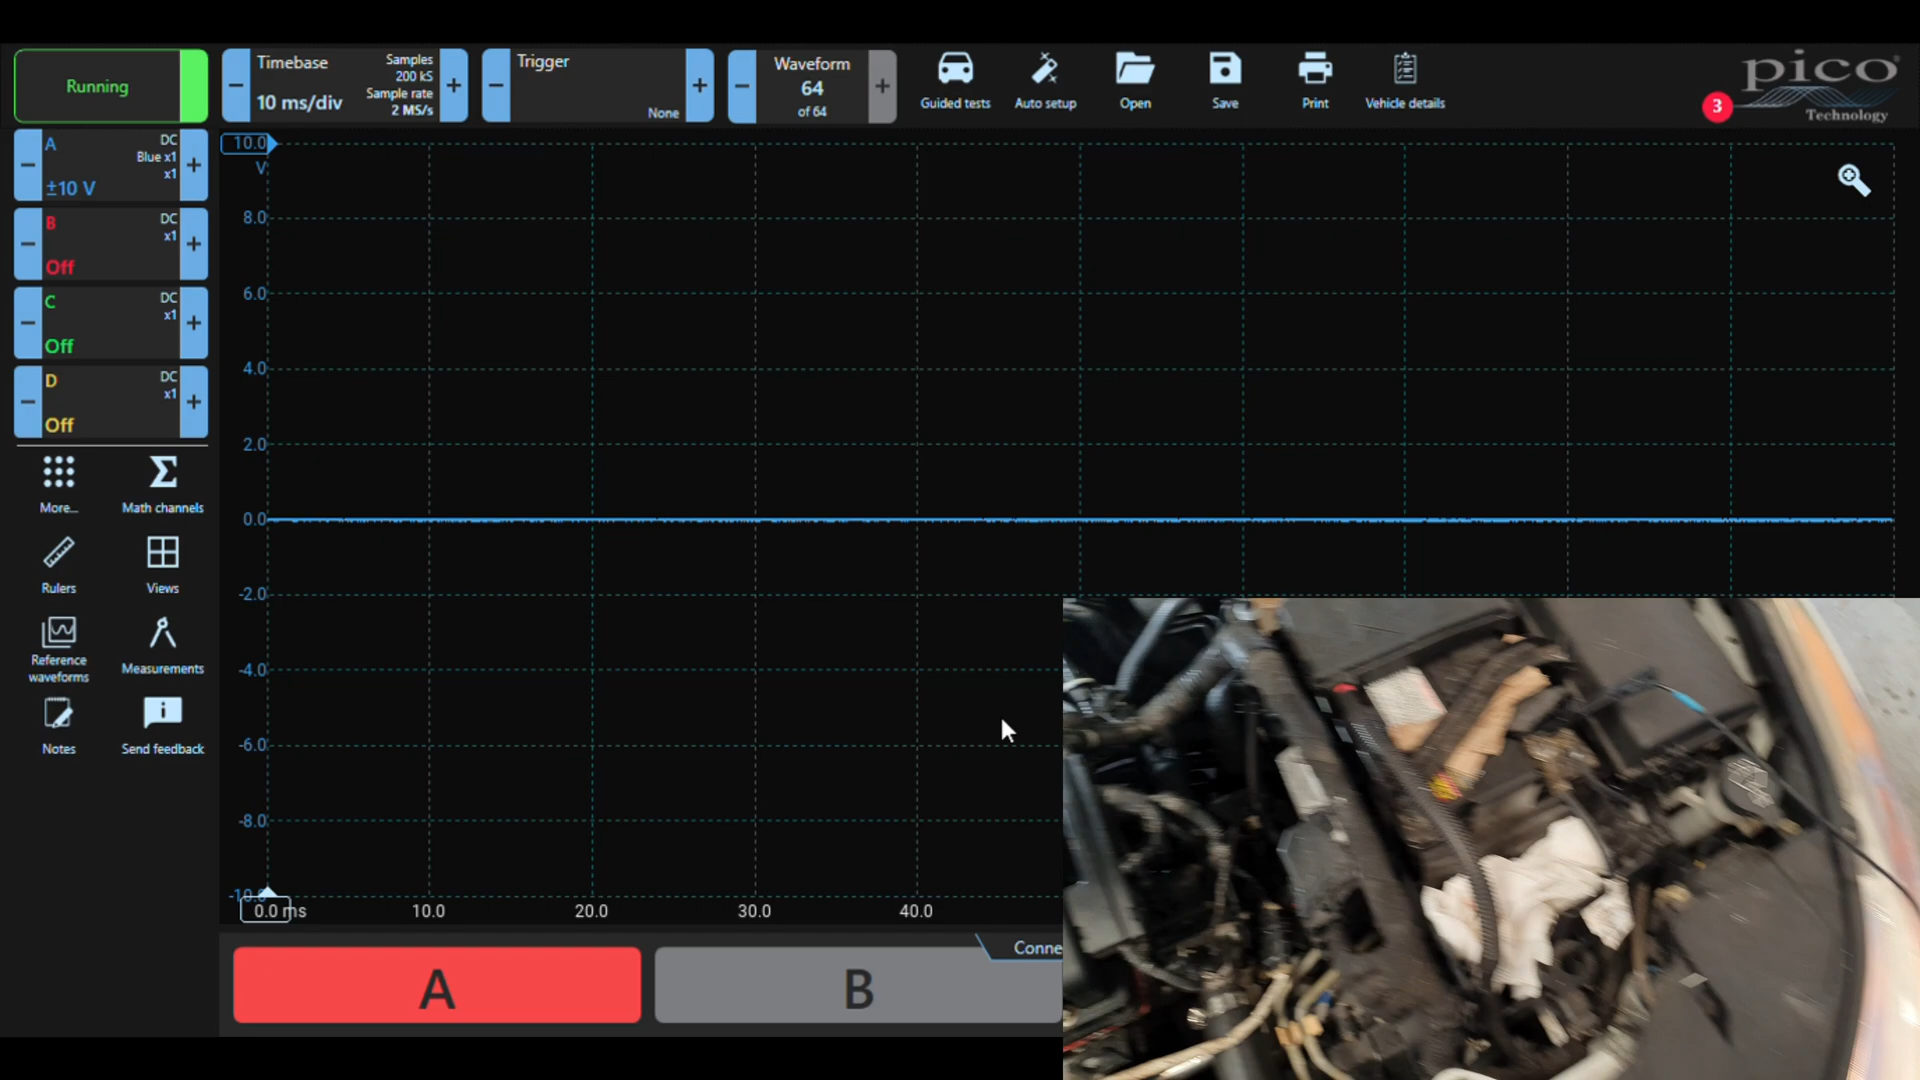 Running
Timebase
10 ms/div
Samples
200 kS
Sample rate
2 MS/s
Trigger
None
Waveform
64
of 64
Guided tests
Auto setup
Open
Save
Print
Vehicle details
3
pico
Technology
A
DC
Blue x1
x1
±10 V
B
DC
x1
Off
C
DC
x1
Off
D
DC
x1
Off
More...
Math channels
Rulers
Views
Reference
waveforms
Measurements
Notes
Send feedback
10.0
V
8.0
6.0
4.0
2.0
0.0
-2.0
-4.0
-6.0
-8.0
-10.0
0.0 ms
10.0
20.0
30.0
40.0
Conne
A
B